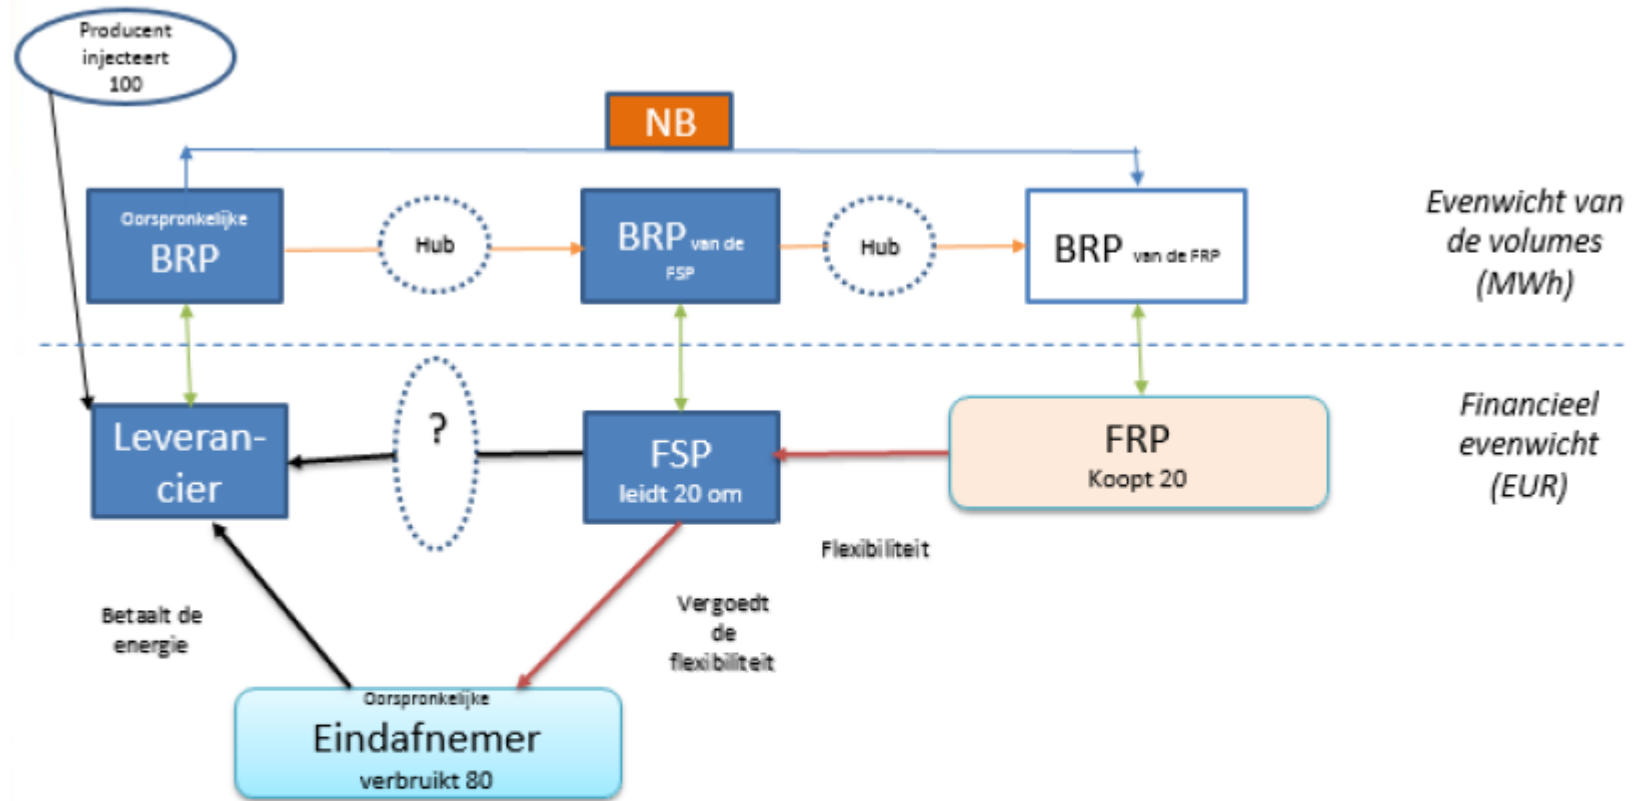 Producent
injecteert
100
NB
Oorspronkelijke
BRP
Hub
BRP van de
FSP
Hub
BRP van de FRP
Evenwicht van
de volumes
(MWh)
Leveran-
cier
?
FSP
leidt 20 om
FRP
Koopt 20
Financieel
evenwicht
(EUR)
Flexibiliteit
Betaalt de
energie
Vergoedt
de
flexibiliteit
Oorspronkelijke
Eindafnemer
verbruikt 80